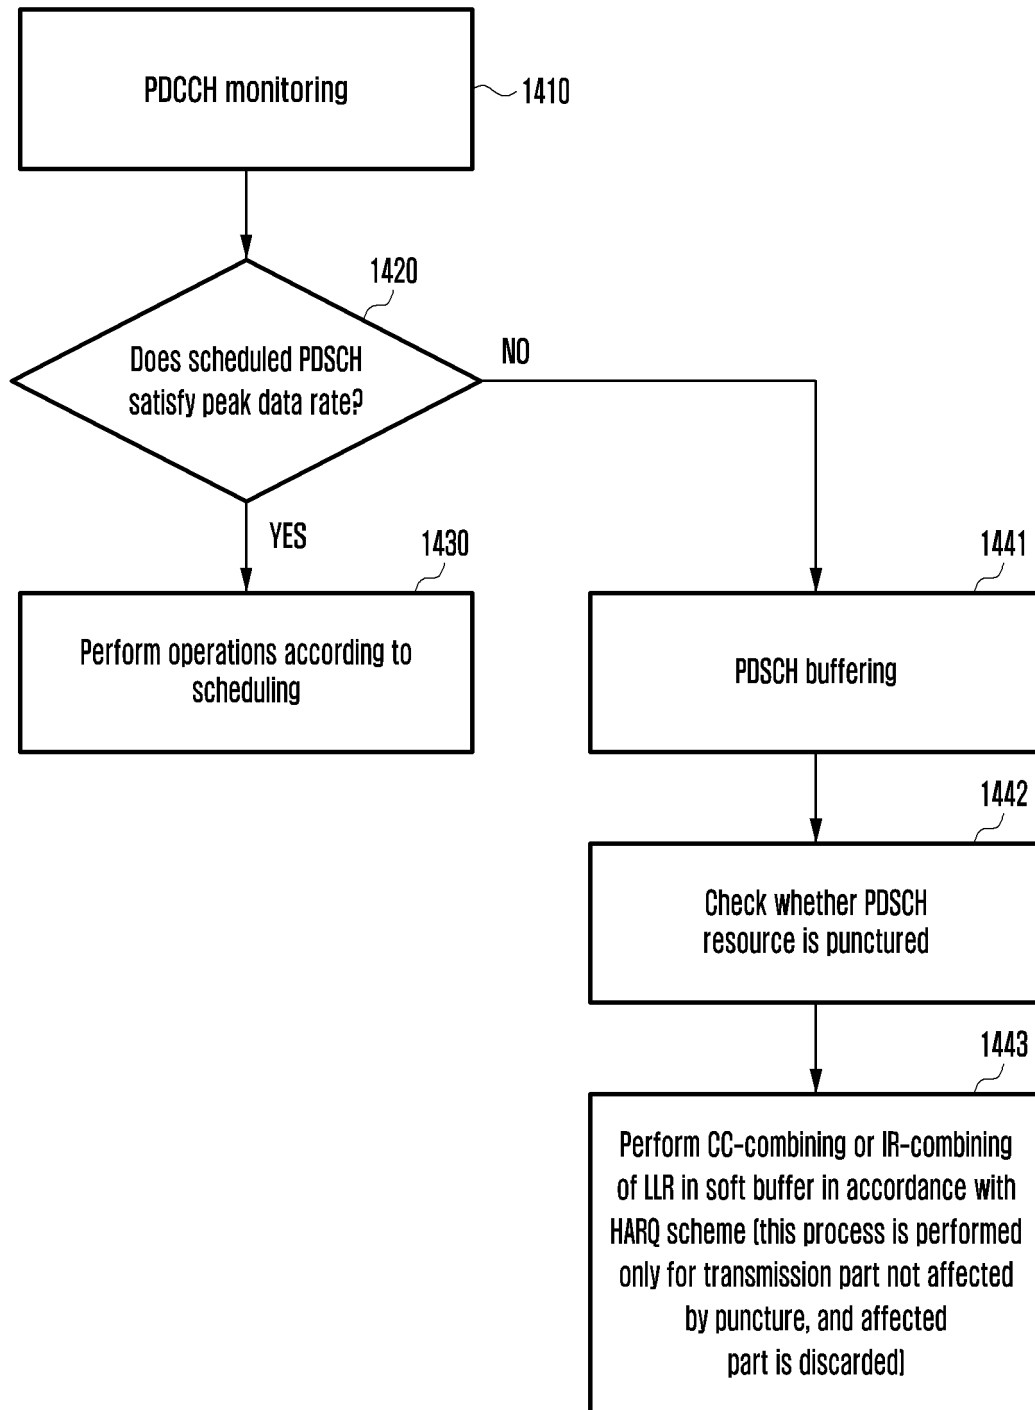 PDCCH monitoring
1410
1420
Does scheduled PDSCH
satisfy peak data rate?
NO
YES
1430
Perform operations according to
scheduling
1441
PDSCH buffering
1442
Check whether PDSCH
resource is punctured
1443
Perform CC-combining or IR-combining
of LLR in soft buffer in accordance with
HARQ scheme (this process is performed
only for transmission part not affected
by puncture, and affected
part is discarded)